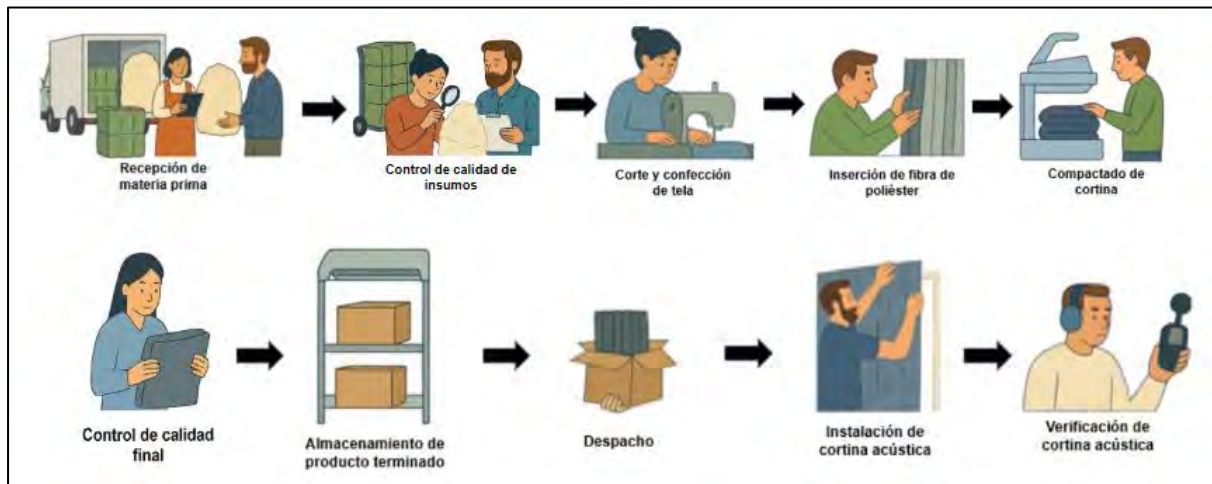 Recepción de
materia prima
Control de calidad de
insumos
Corte y confección
de tela
Inserción de fibra de
poliéster
Compactado de
cortina
Control de calidad
final
Almacenamiento de
producto terminado
Despacho
Instalación de
cortina acústica
Verificación de
cortina acústica